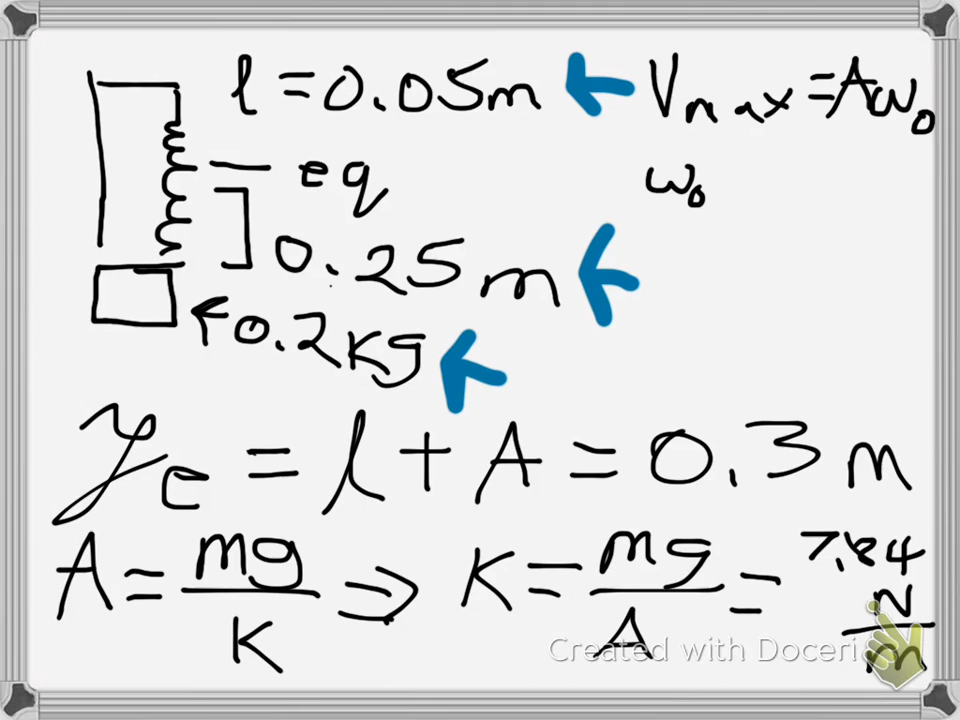 l = 0.05m
Vmax = Aω₀
eq
ω₀
0.25 m
0.2Kg
yc = l + A = 0.3 m
A = mg/K ⇒ K = mg/A = 7.84 N/m
Created with Doceri